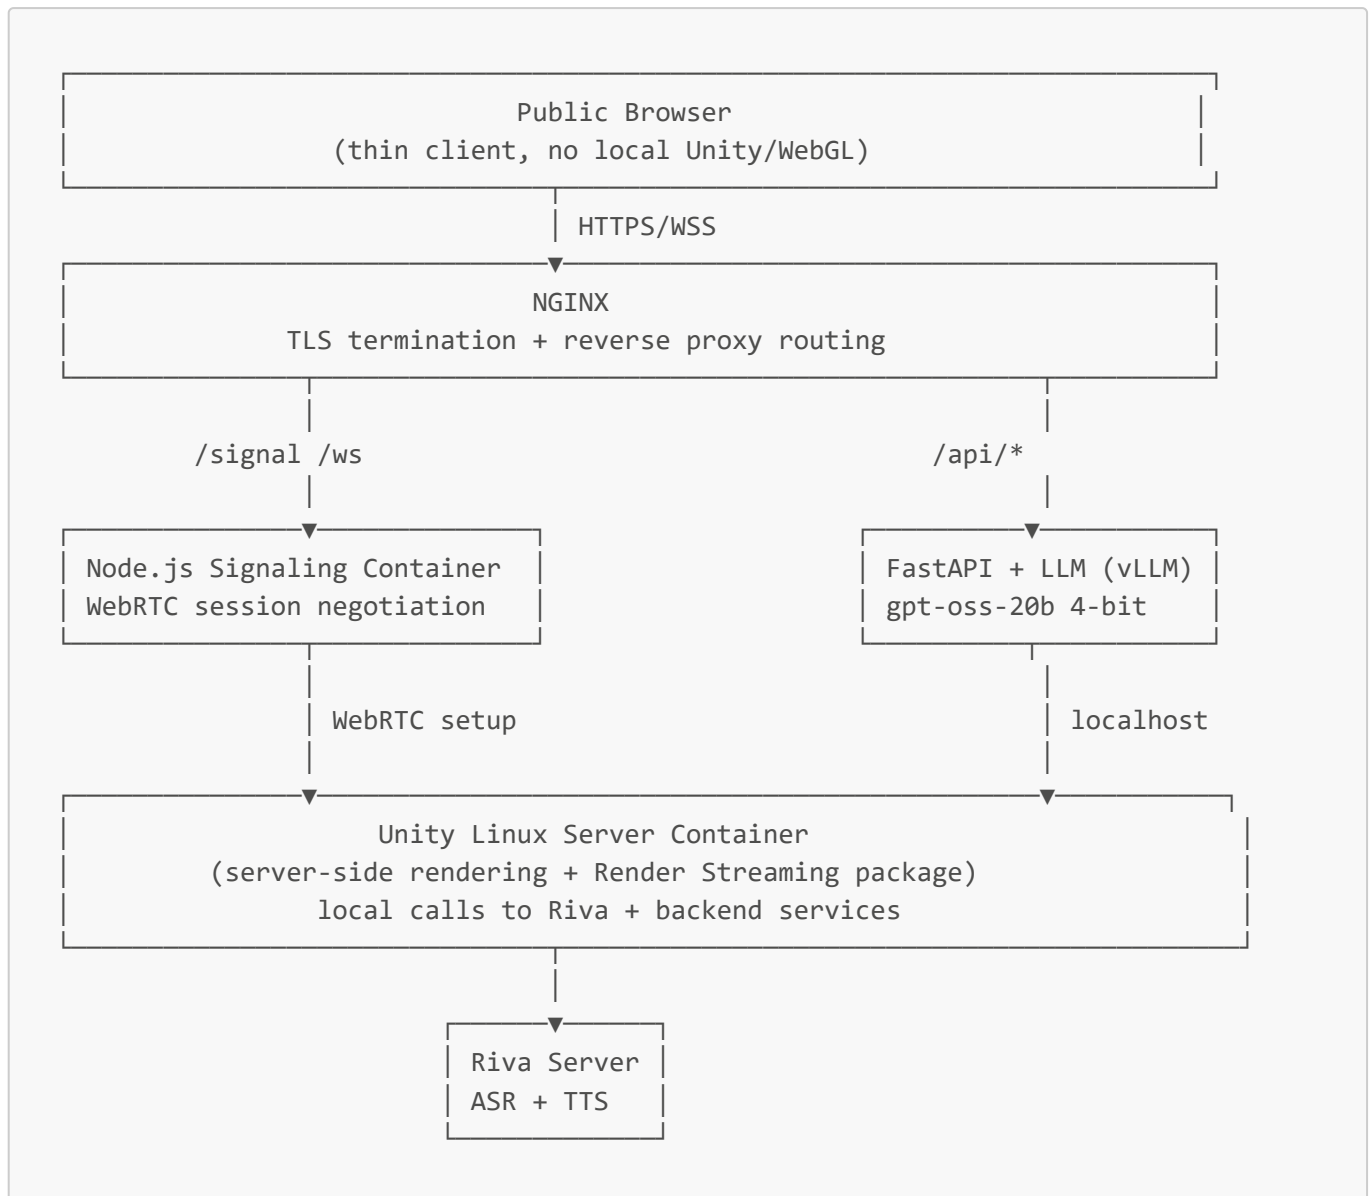 Public Browser
(thin client, no local Unity/WebGL)
HTTPS/WSS
NGINX
TLS termination + reverse proxy routing
/signal /ws
/api/*
Node.js Signaling Container
WebRTC session negotiation
FastAPI + LLM (vLLM)
gpt-oss-20b 4-bit
WebRTC setup
localhost
Unity Linux Server Container
(server-side rendering + Render Streaming package)
local calls to Riva + backend services
Riva Server
ASR + TTS